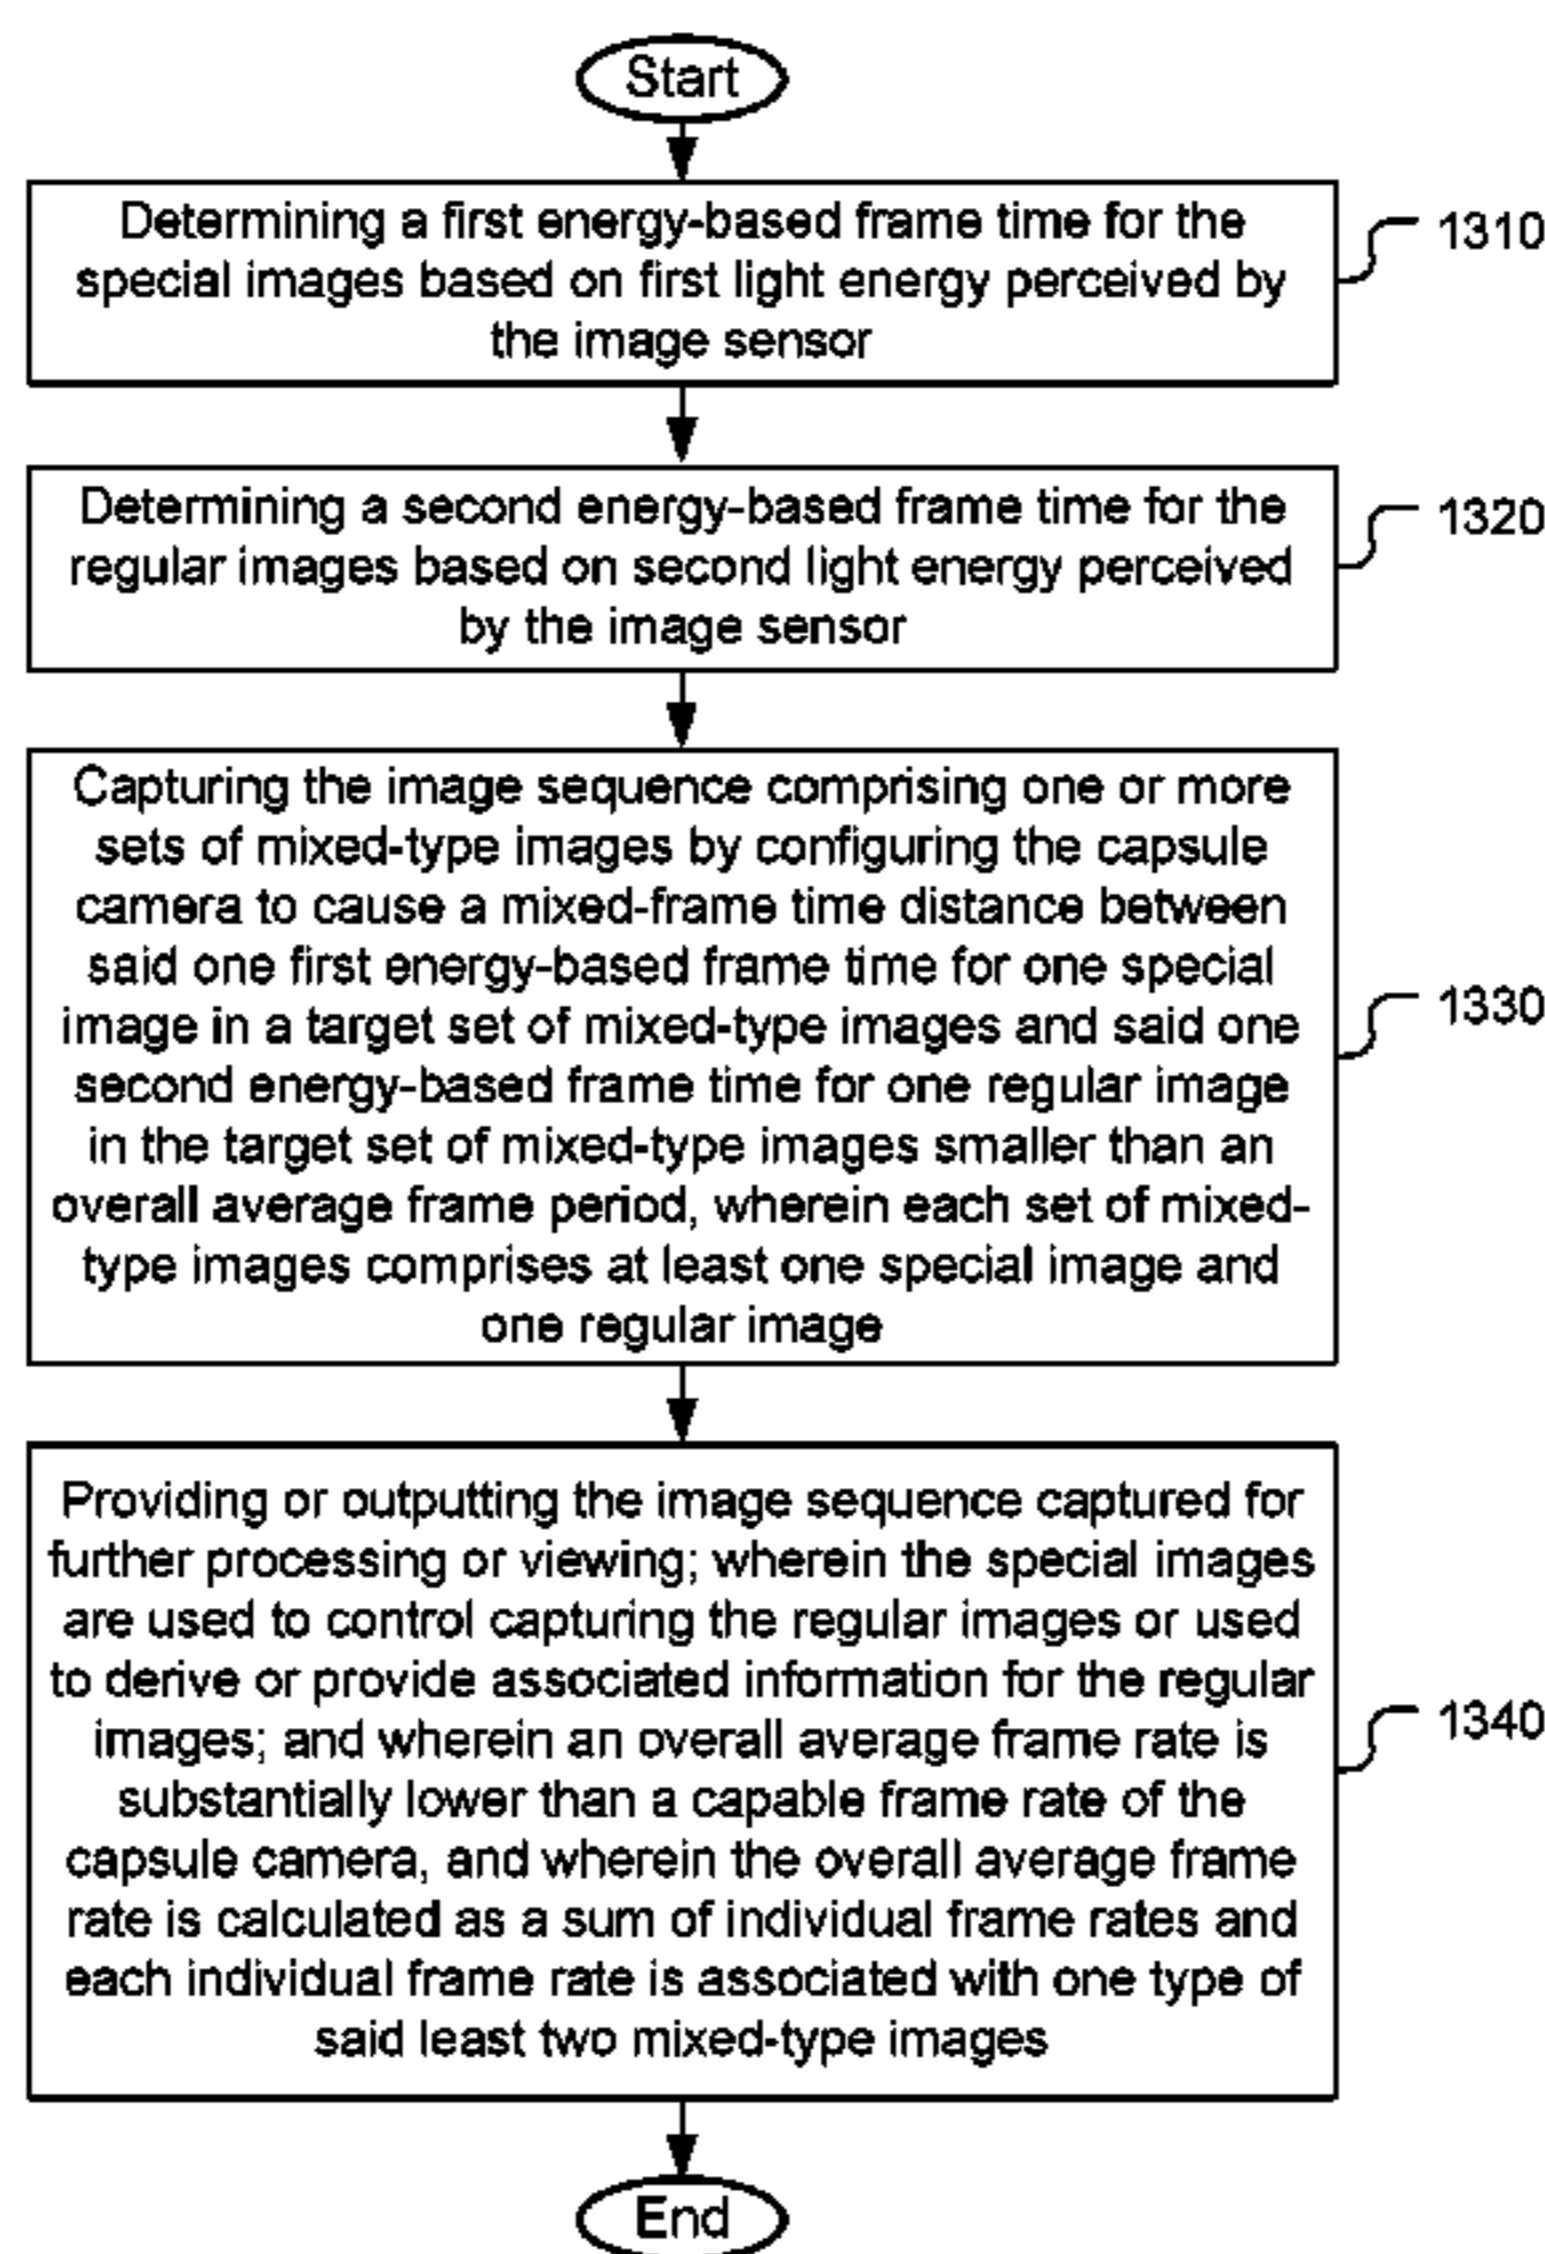 Start
Determining a first energy-based frame time for the
special images based on first light energy perceived by
the image sensor
1310
Determining a second energy-based frame time for the
regular images based on second light energy perceived
by the image sensor
1320
Capturing the image sequence comprising one or more
sets of mixed-type images by configuring the capsule
camera to cause a mixed-frame time distance between
said one first energy-based frame time for one special
image in a target set of mixed-type images and said one
second energy-based frame time for one regular image
in the target set of mixed-type images smaller than an
overall average frame period, wherein each set of mixed-
type images comprises at least one special image and
one regular image
1330
Providing or outputting the image sequence captured for
further processing or viewing; wherein the special images
are used to control capturing the regular images or used
to derive or provide associated information for the regular
images; and wherein an overall average frame rate is
substantially lower than a capable frame rate of the
capsule camera, and wherein the overall average frame
rate is calculated as a sum of individual frame rates and
each individual frame rate is associated with one type of
said least two mixed-type images
1340
End